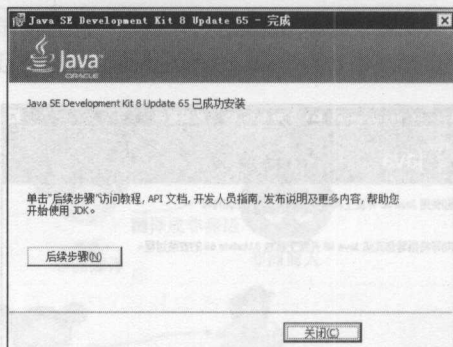 Java SE Development Kit 8 Update 65 - 完成
Java
ORACLE
Java SE Development Kit 8 Update 65 已成功安装
单击"后续步骤"访问教程, API 文档, 开发人员指南, 发布说明及更多内容, 帮助您
开始使用 JDK。
后续步骤(N)
关闭(C)